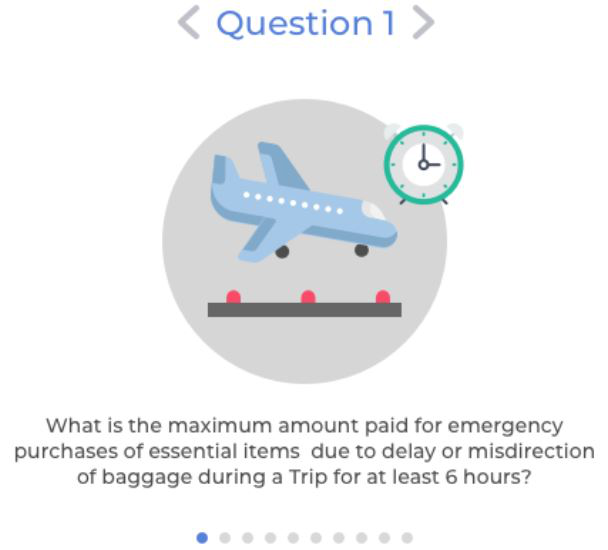 Question 1
What is the maximum amount paid for emergency
purchases of essential items due to delay or misdirection
of baggage during a Trip for at least 6 hours?